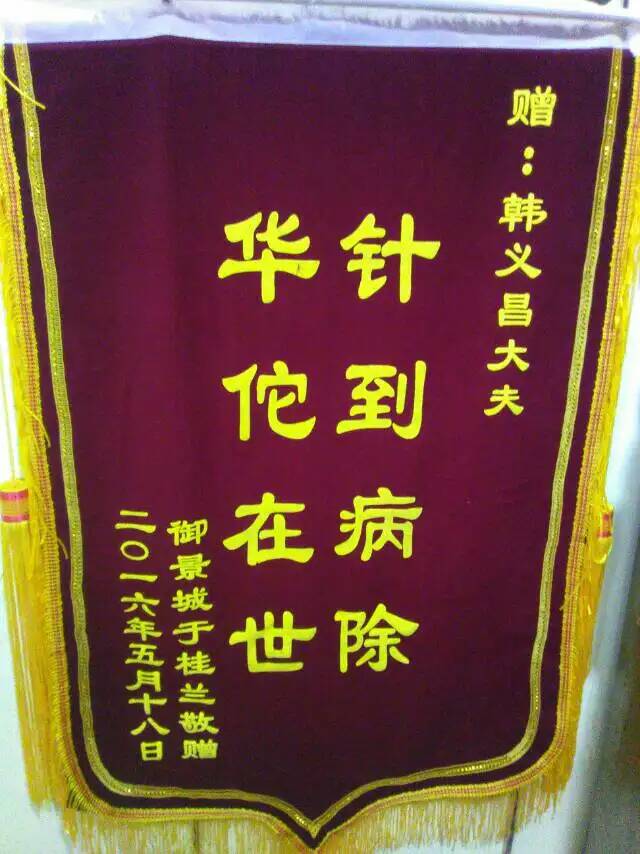 赠：韩义昌大夫
针到病除
华佗在世
御景城于桂兰敬赠
二〇一六年五月十八日